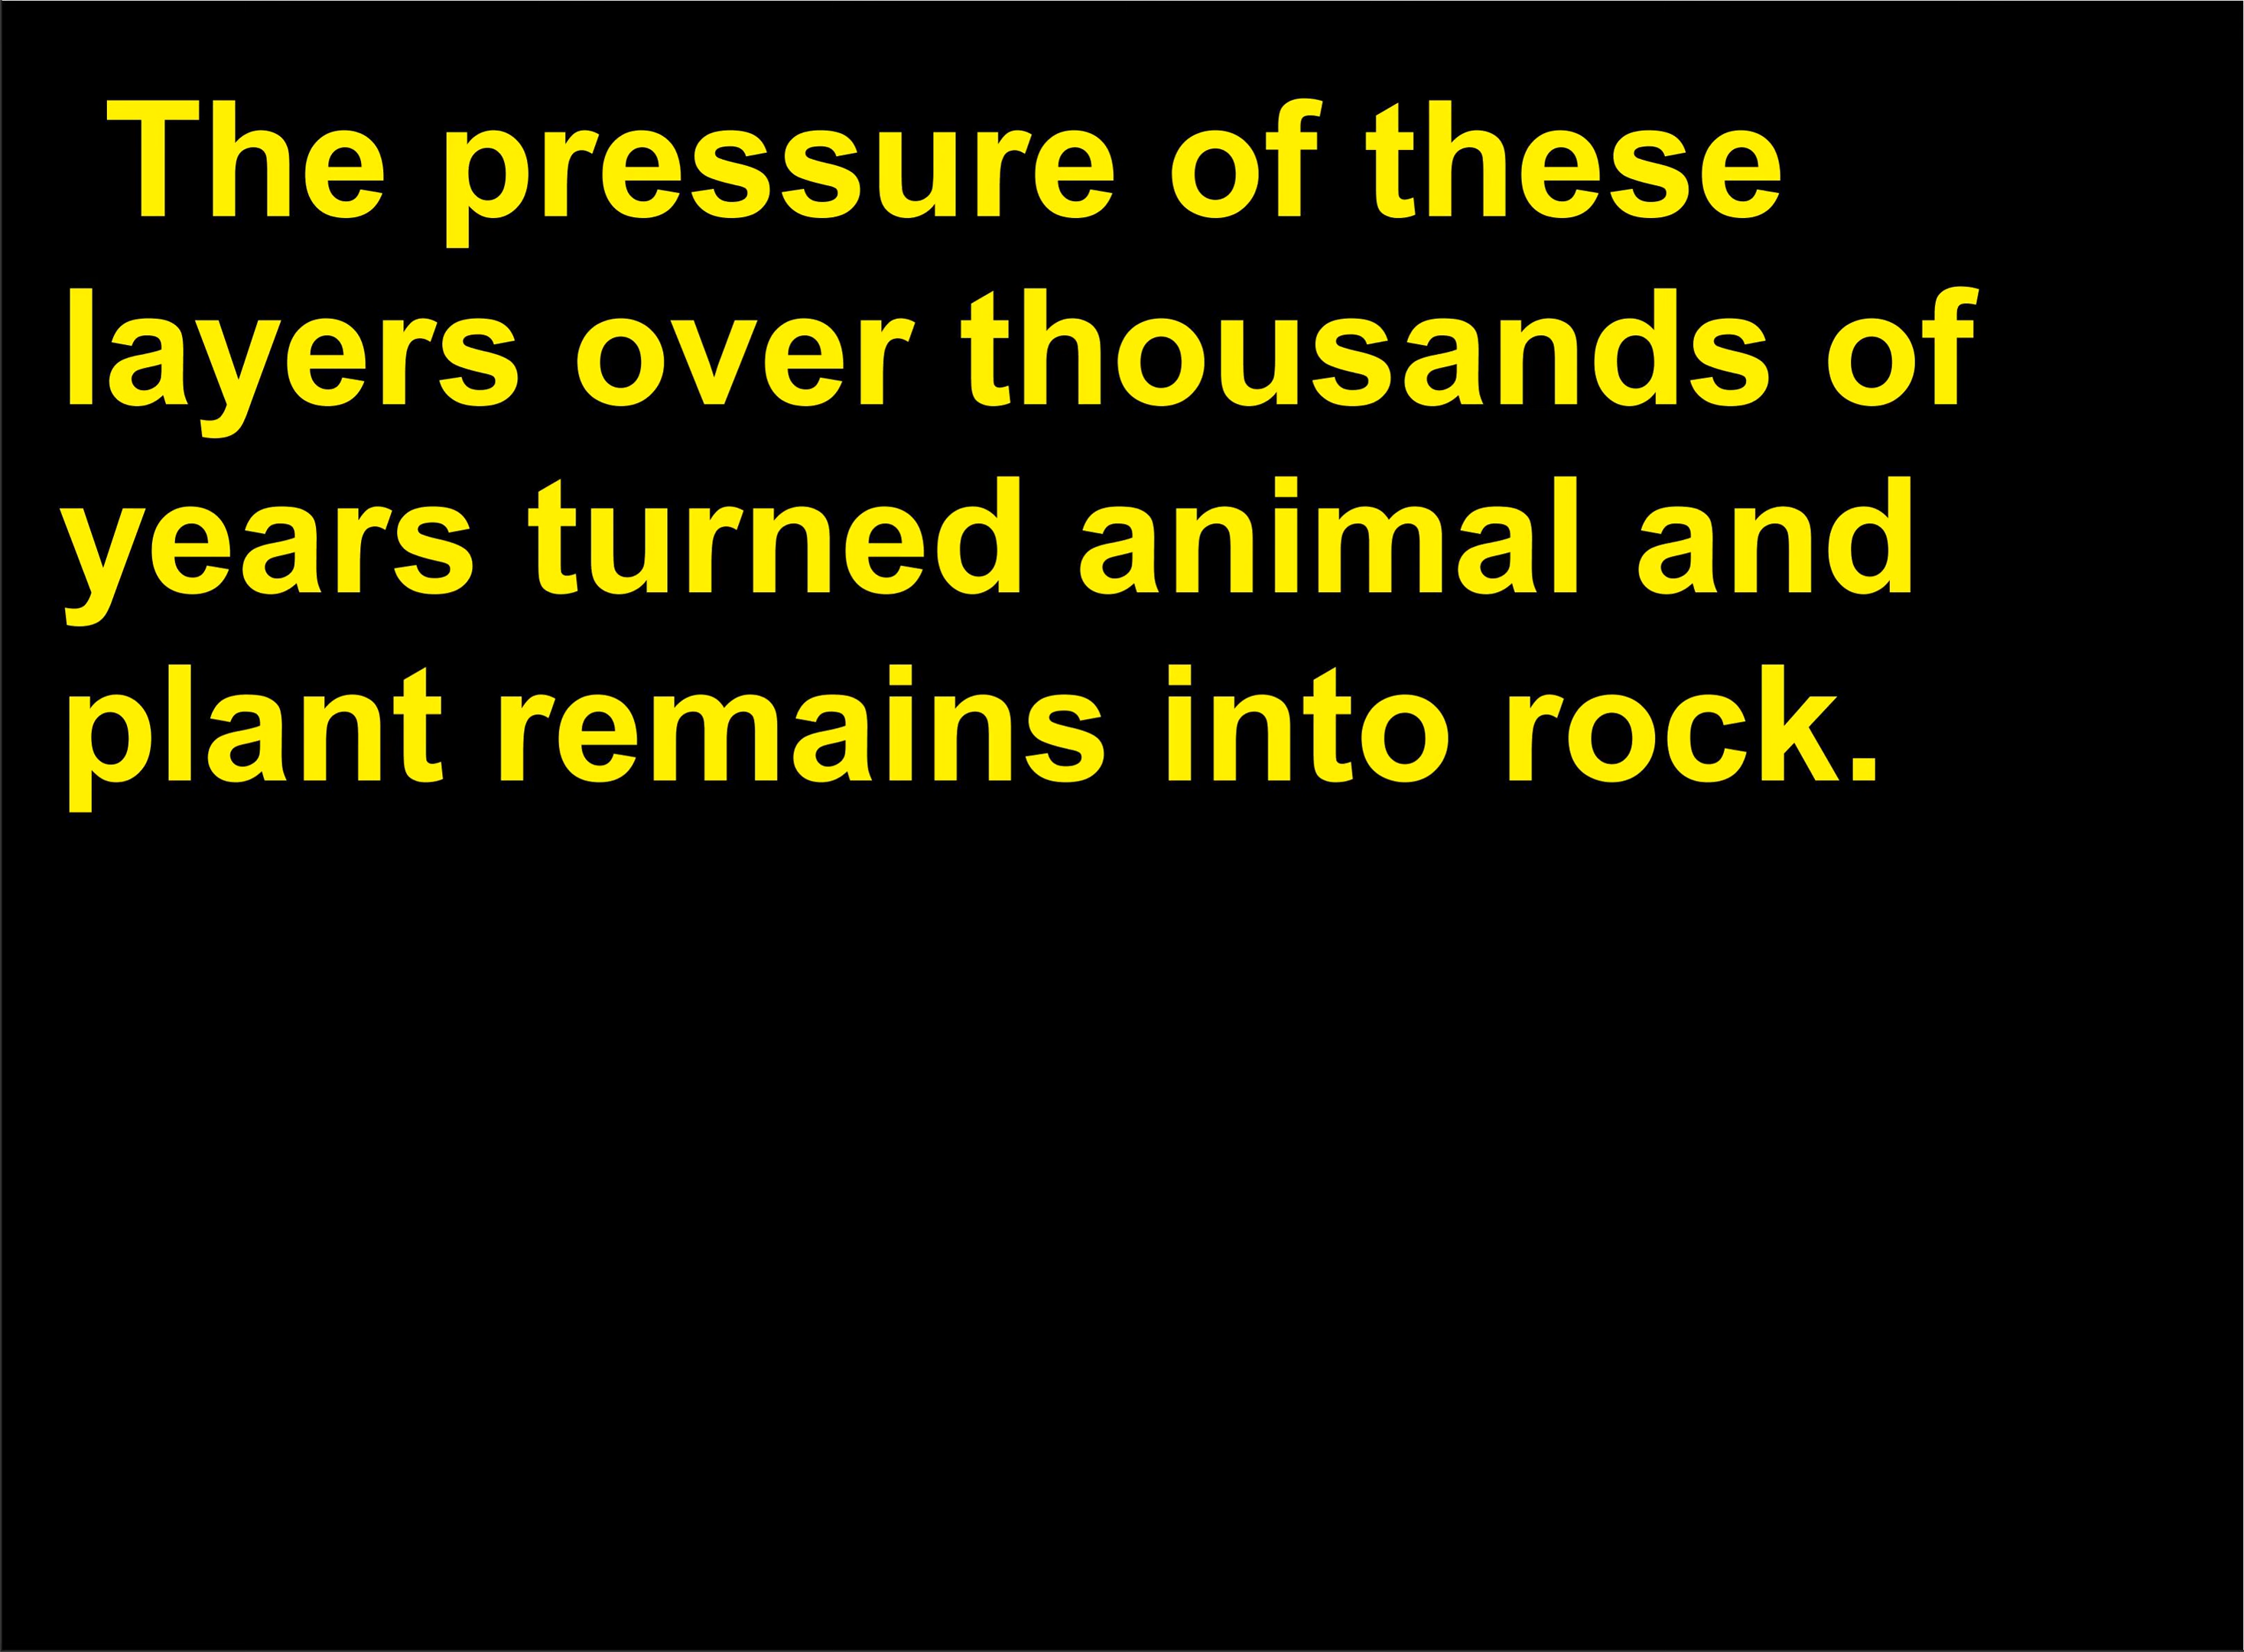 The pressure of these
layers over thousands of
years turned animal and
plant remains into rock.